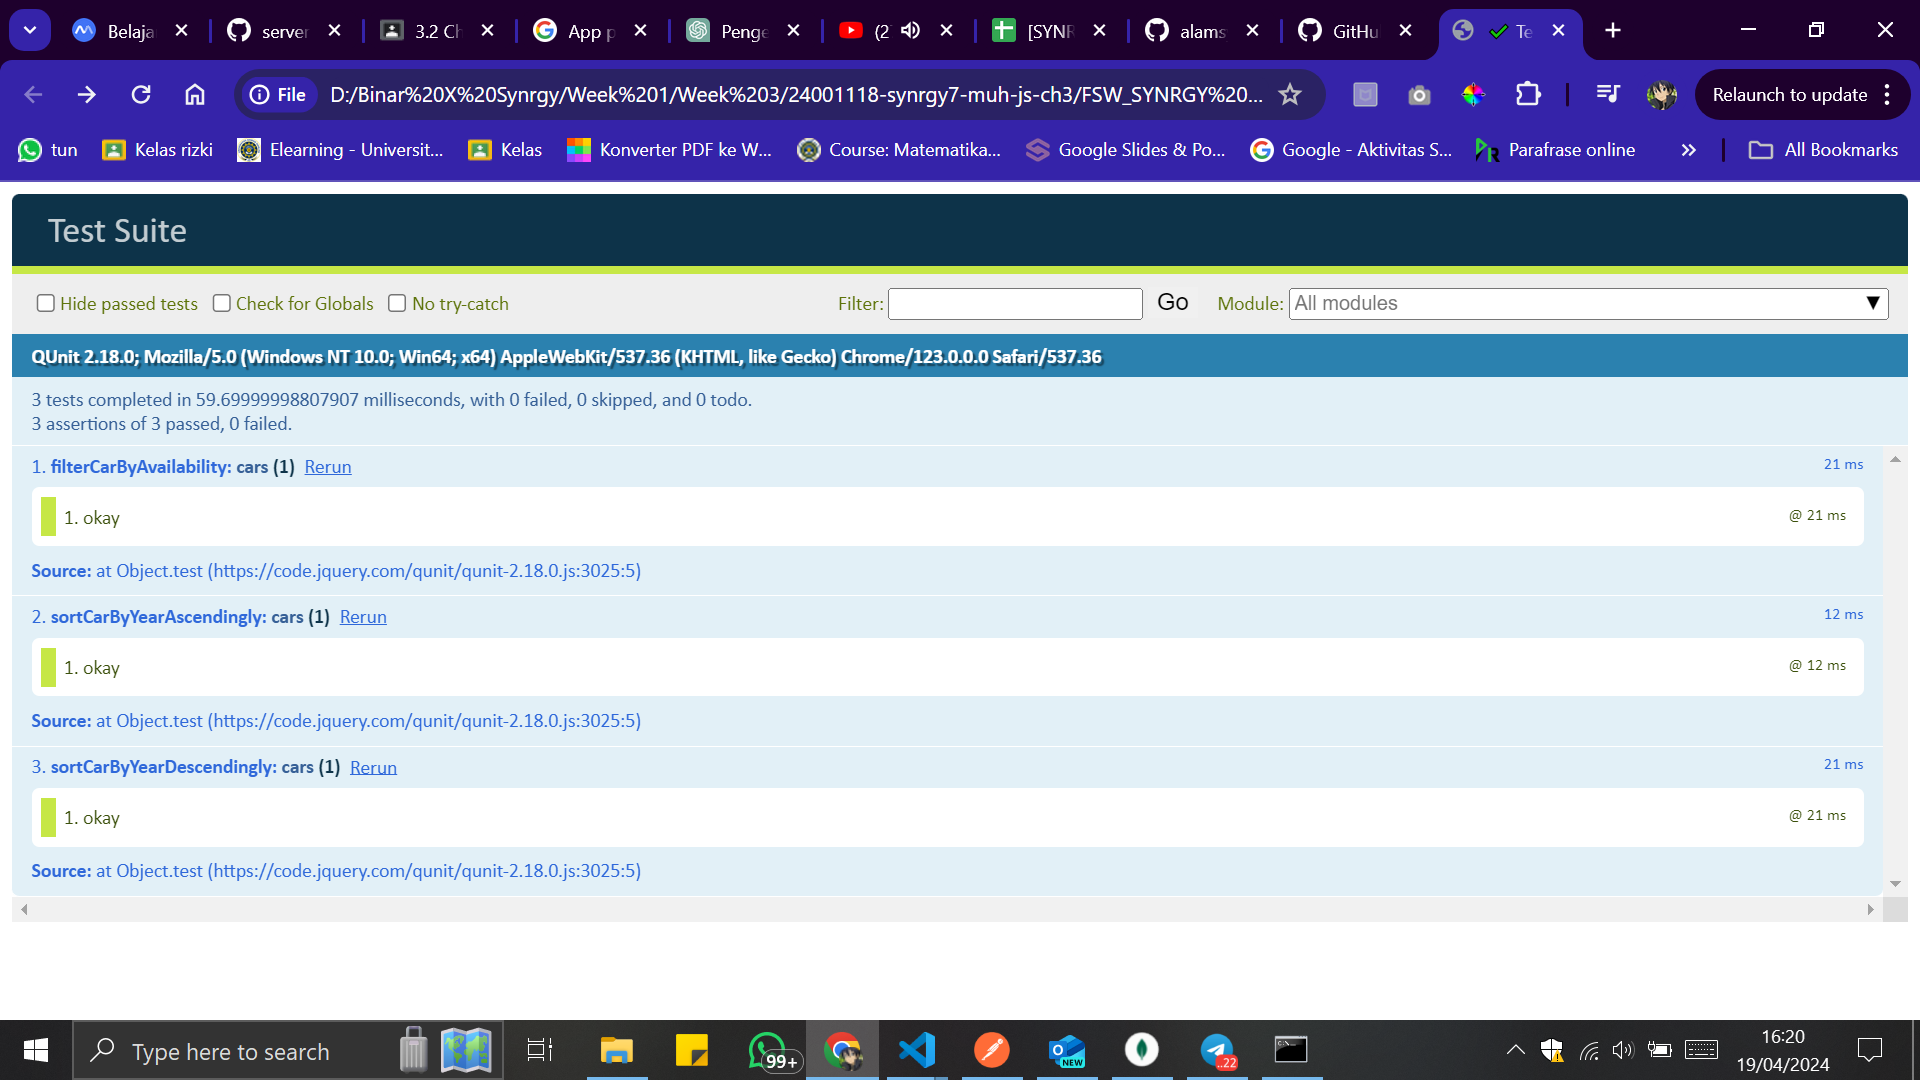 Belaja
server
3.2 Ch
App p
Penge
(2
[SYNR
alams
GitHu
Te
File
D:/Binar%20X%20Synrgy/Week%201/Week%203/24001118-synrgy7-muh-js-ch3/FSW_SYNRGY%20...
Relaunch to update
tun
Kelas rizki
Elearning - Universit...
Kelas
Konverter PDF ke W...
Course: Matematika...
Google Slides & Po...
Google - Aktivitas S...
Parafrase online
»
All Bookmarks
Test Suite
Hide passed tests
Check for Globals
No try-catch
Filter:
Go
Module:
All modules
QUnit 2.18.0; Mozilla/5.0 (Windows NT 10.0; Win64; x64) AppleWebKit/537.36 (KHTML, like Gecko) Chrome/123.0.0.0 Safari/537.36
3 tests completed in 59.69999998807907 milliseconds, with 0 failed, 0 skipped, and 0 todo.
3 assertions of 3 passed, 0 failed.
1. filterCarByAvailability: cars (1) Rerun
21 ms
1. okay
@ 21 ms
Source: at Object.test (https://code.jquery.com/qunit/qunit-2.18.0.js:3025:5)
2. sortCarByYearAscendingly: cars (1) Rerun
12 ms
1. okay
@ 12 ms
Source: at Object.test (https://code.jquery.com/qunit/qunit-2.18.0.js:3025:5)
3. sortCarByYearDescendingly: cars (1) Rerun
21 ms
1. okay
@ 21 ms
Source: at Object.test (https://code.jquery.com/qunit/qunit-2.18.0.js:3025:5)
Type here to search
99+
NEW
..22
16:20
19/04/2024